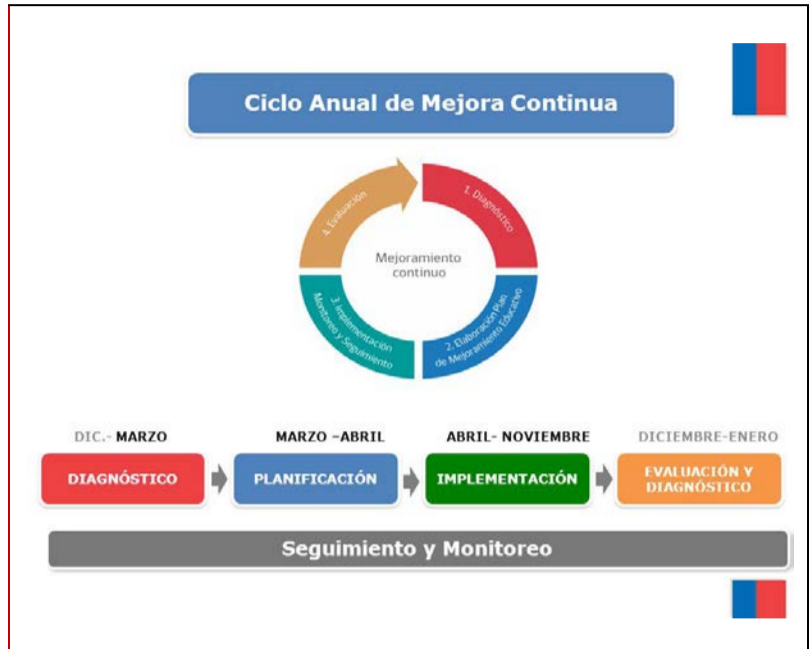 Ciclo Anual de Mejora Continua
1. Diagnóstico
2. Elaboración Plan
de Mejoramiento Educativo
3. Implementación
Monitoreo y Seguimiento
4. Evaluación
Mejoramiento
continuo
DIC.- MARZO
MARZO –ABRIL
ABRIL- NOVIEMBRE
DICIEMBRE-ENERO
DIAGNÓSTICO
PLANIFICACIÓN
IMPLEMENTACIÓN
EVALUACIÓN Y
DIAGNÓSTICO
Seguimiento y Monitoreo